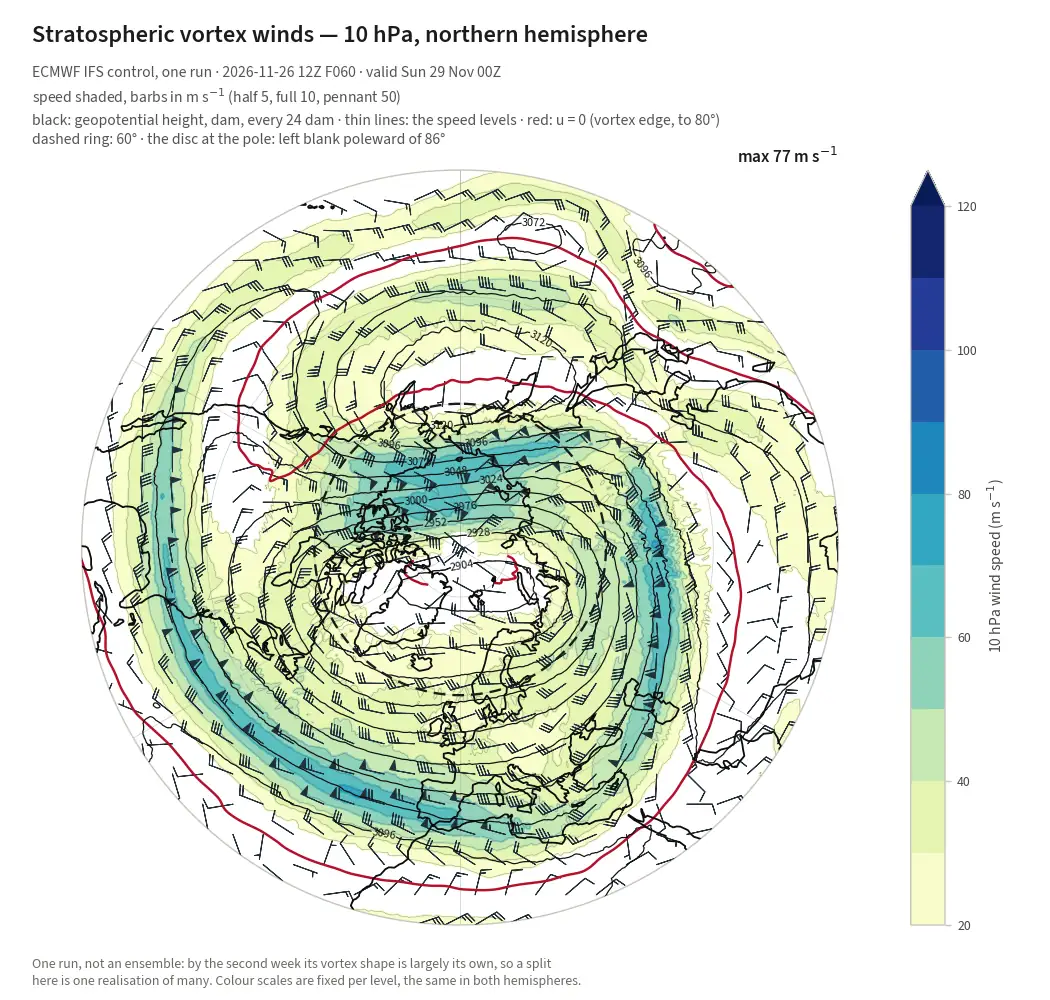 Stratospheric vortex winds — 10 hPa, northern hemisphere
ECMWF IFS control, one run · 2026-11-26 12Z F060 · valid Sun 29 Nov 00Z
speed shaded, barbs in m s⁻¹ (half 5, full 10, pennant 50)
black: geopotential height, dam, every 24 dam · thin lines: the speed levels · red: u = 0 (vortex edge, to 80°)
dashed ring: 60° · the disc at the pole: left blank poleward of 86°
max 77 m s⁻¹
120
100
80
60
40
20
10 hPa wind speed (m s⁻¹)
3072
3096
3120
3120
3096
3096
3048
3024
3000
2976
2952
2928
2904
3096
One run, not an ensemble: by the second week its vortex shape is largely its own, so a split
here is one realisation of many. Colour scales are fixed per level, the same in both hemispheres.